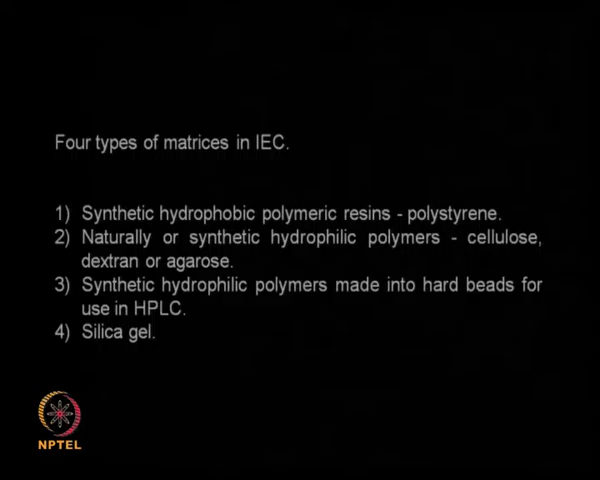 Four types of matrices in IEC.
1) Synthetic hydrophobic polymeric resins - polystyrene.
2) Naturally or synthetic hydrophilic polymers - cellulose,
dextran or agarose.
3) Synthetic hydrophilic polymers made into hard beads for
use in HPLC.
4) Silica gel.
NPTEL